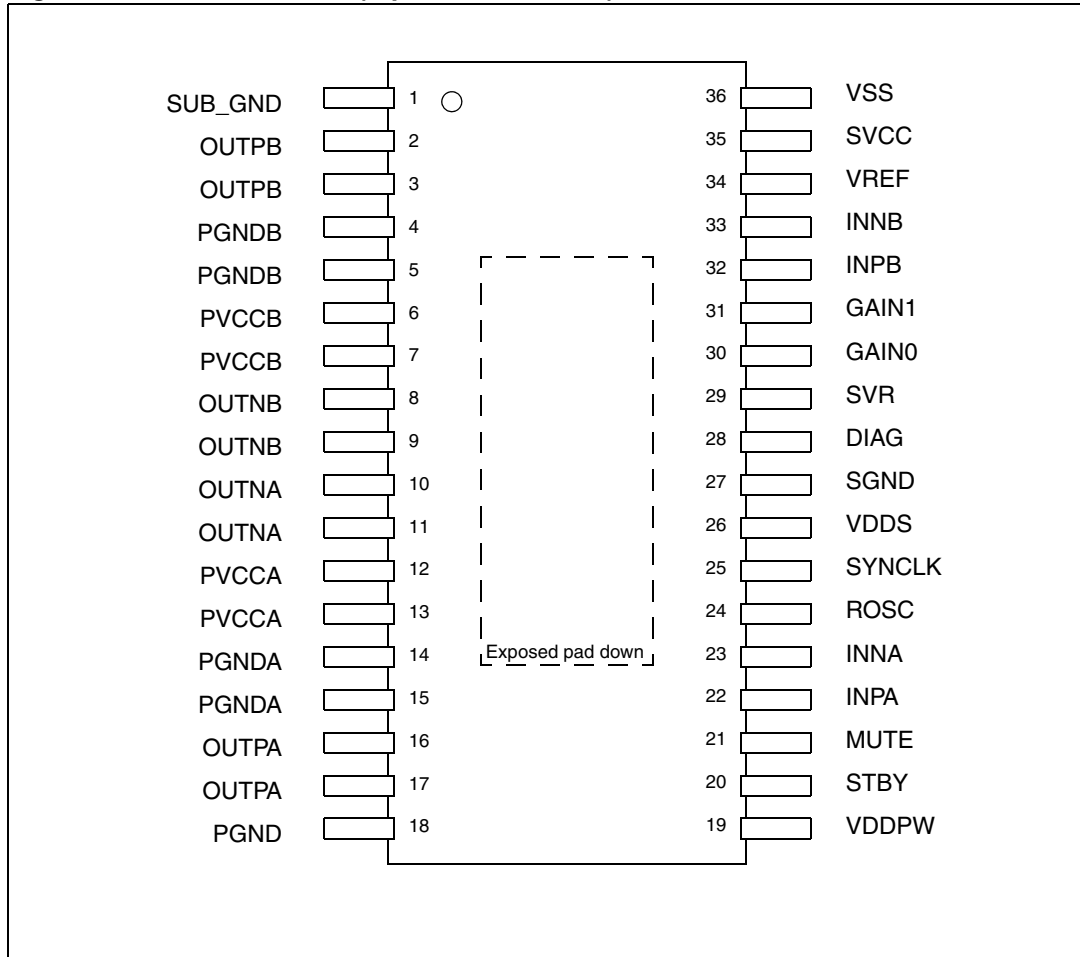 SUB_GND 1 36 VSS
OUTPB 2 35 SVCC
OUTPB 3 34 VREF
PGNDB 4 33 INNB
PGNDB 5 32 INPB
PVCCB 6 31 GAIN1
PVCCB 7 30 GAIN0
OUTNB 8 29 SVR
OUTNB 9 28 DIAG
OUTNA 10 27 SGND
OUTNA 11 26 VDDS
PVCCA 12 25 SYNCLK
PVCCA 13 24 ROSC
PGNDA 14 Exposed pad down 23 INNA
PGNDA 15 22 INPA
OUTPA 16 21 MUTE
OUTPA 17 20 STBY
PGND 18 19 VDDPW